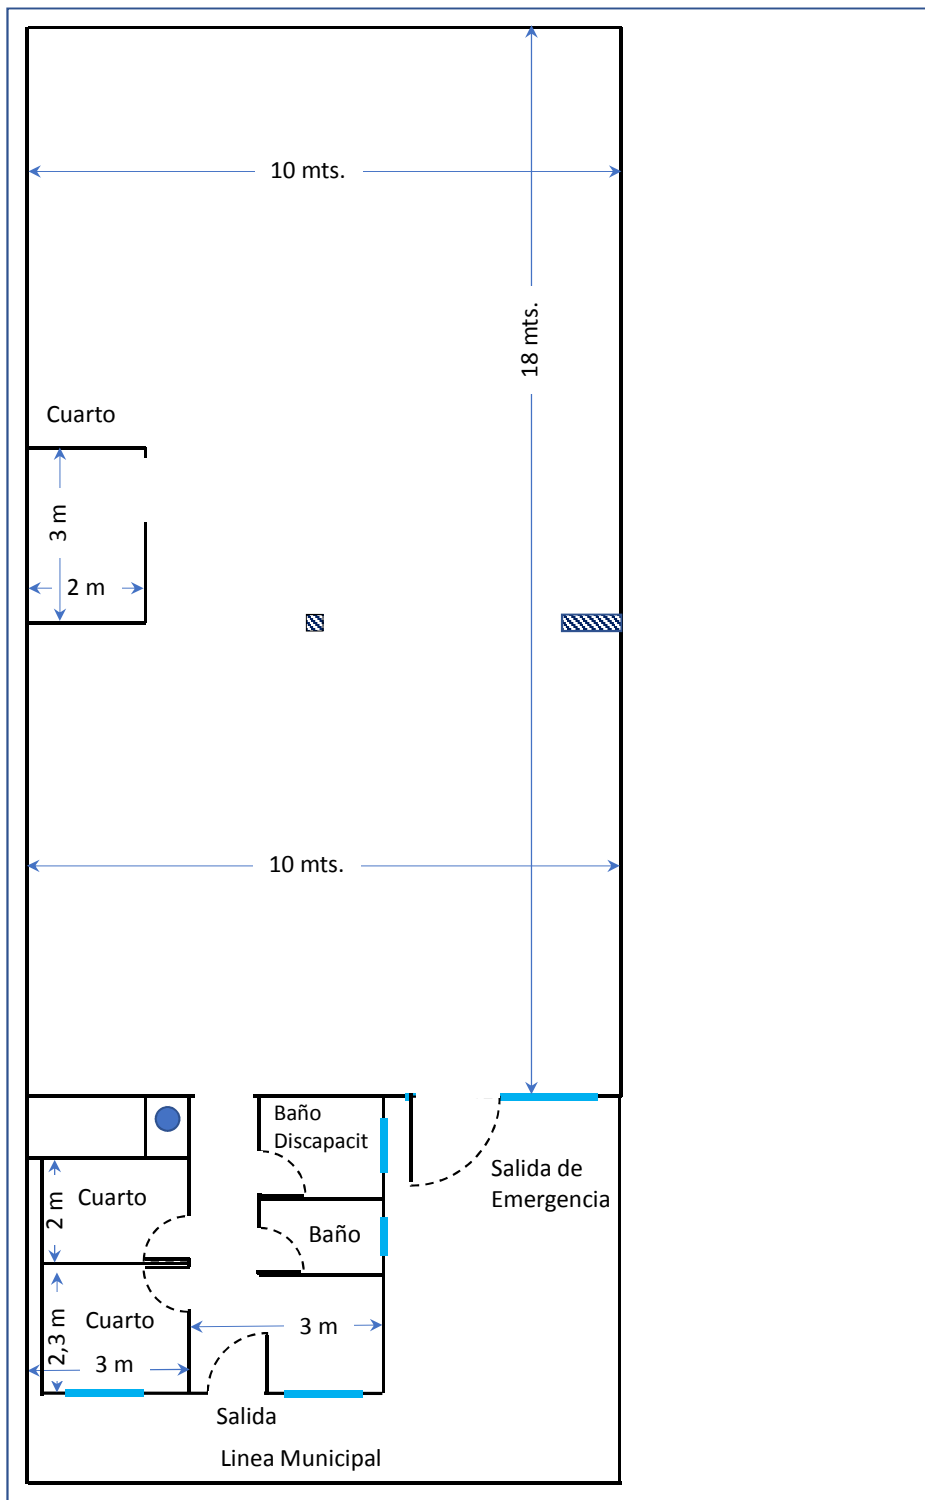 10 mts.
18 mts.
Cuarto
3 m
2 m
10 mts.
Baño
Discapacit
Salida de
Emergencia
2 m
Cuarto
Baño
2,3 m
Cuarto
3 m
3 m
Salida
Linea Municipal